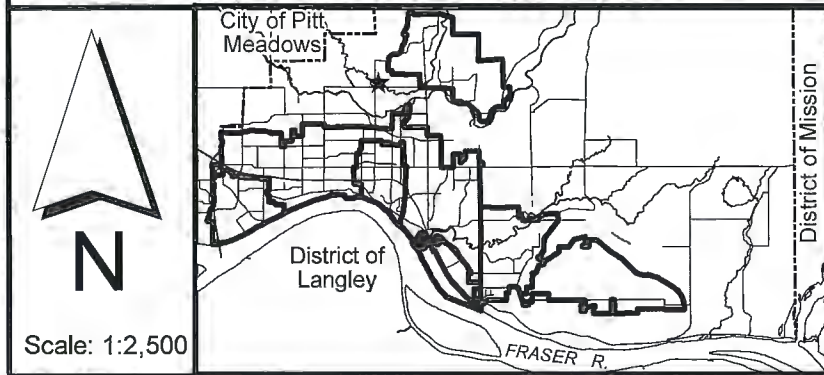 City of Pitt
Meadows
District of Mission
District of
Langley
N
Scale: 1:2,500
FRASER R.